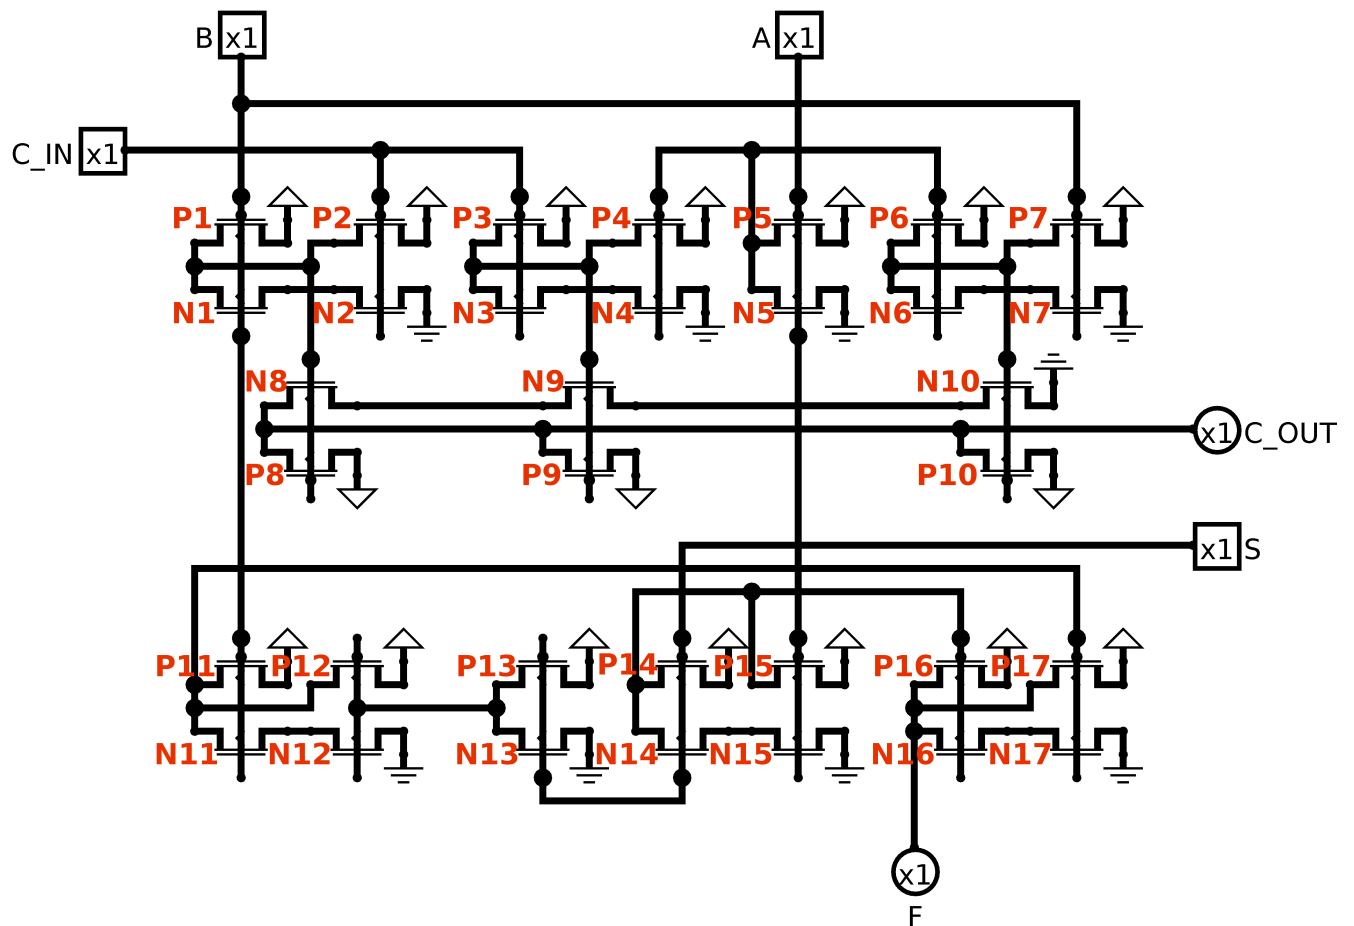 B x1
A x1
C_IN x1
P1 P2 P3 P4 P5 P6 P7
N1 N2 N3 N4 N5 N6 N7
N8 N9 N10
x1 C_OUT
P8 P9 P10
x1 S
P11 P12 P13 P14 P15 P16 P17
N11 N12 N13 N14 N15 N16 N17
x1
F